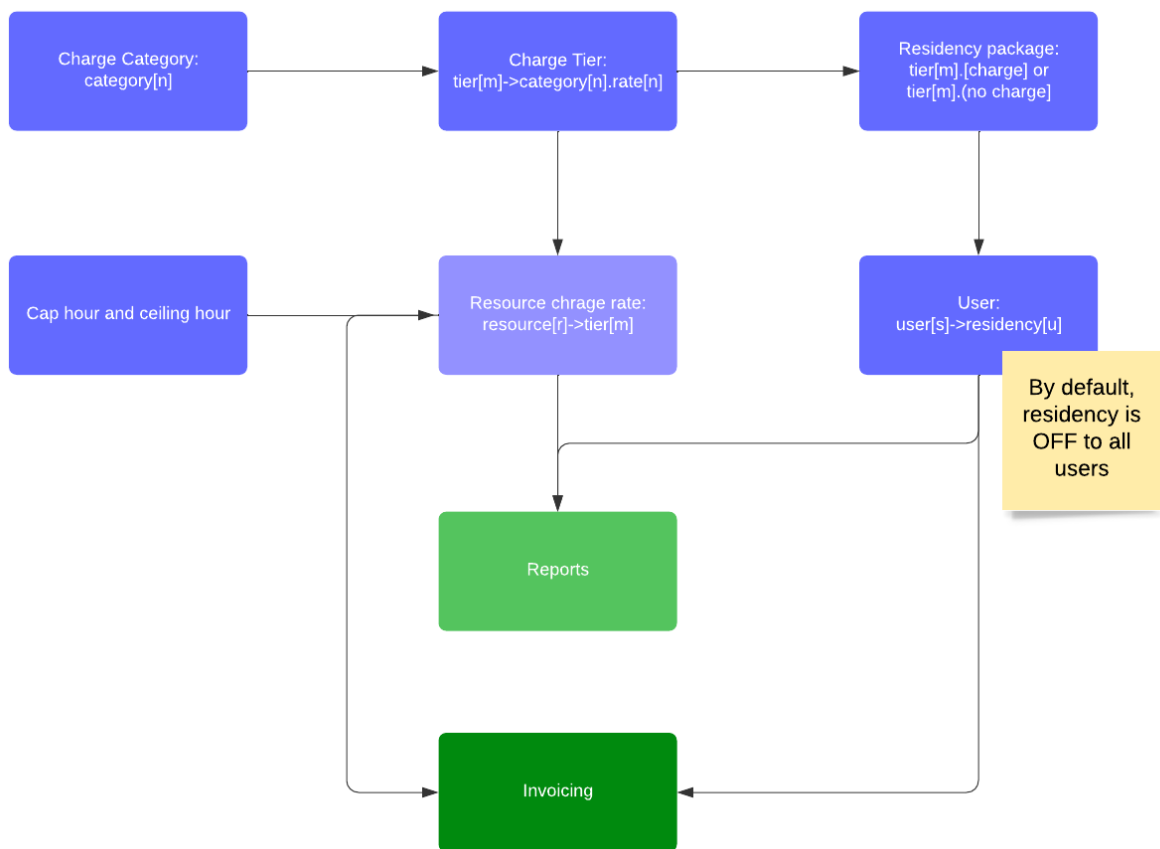 Charge Category:
category[n]
Charge Tier:
tier[m]->category[n].rate[n]
Residency package:
tier[m].[charge] or
tier[m].(no charge]
Cap hour and ceiling hour
Resource chrage rate:
resource[r]->tier[m]
User:
user[s]->residency[u]
By default,
residency is
OFF to all
users
Reports
Invoicing